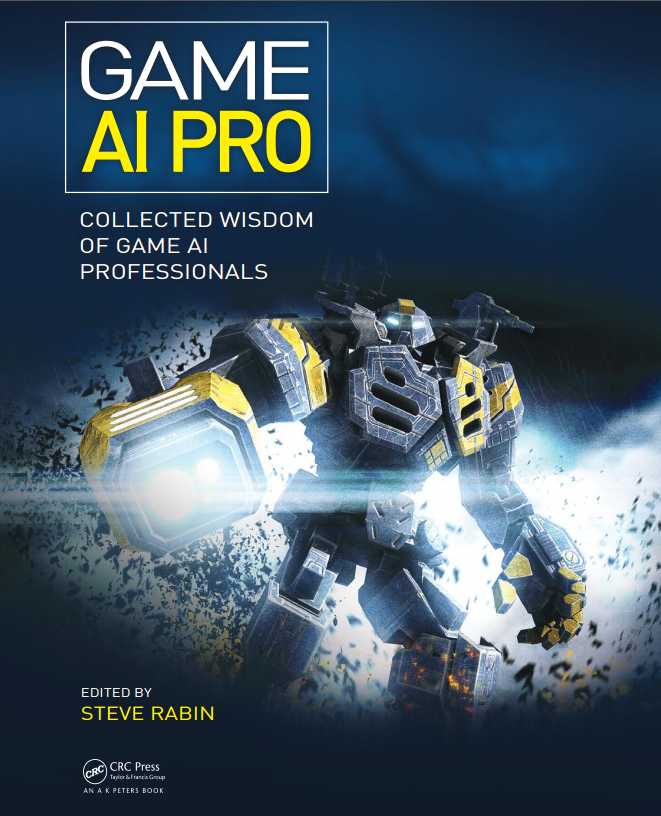 GAME
AI PRO
COLLECTED WISDOM
OF GAME AI
PROFESSIONALS
EDITED BY
STEVE RABIN
CRC CRC Press
Taylor & Francis Group
AN A K PETERS BOOK